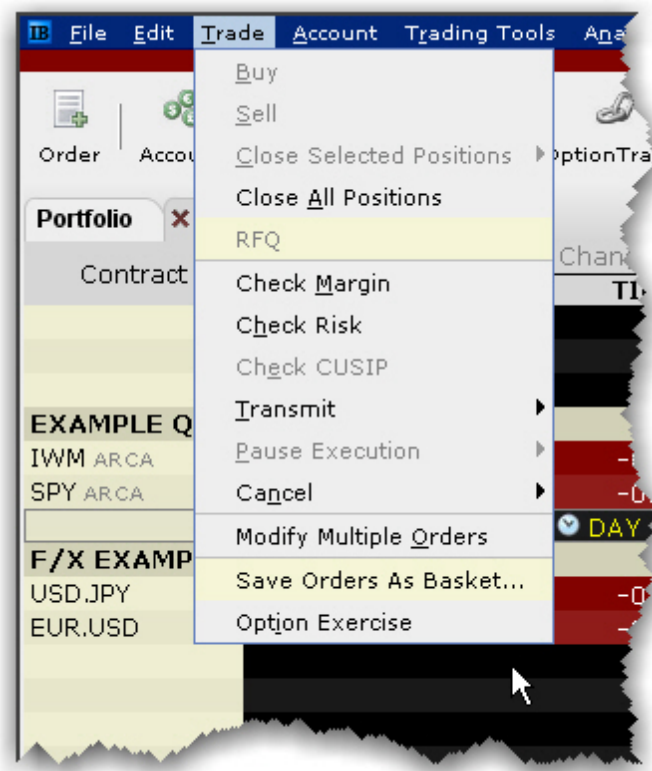 IB File Edit Trade Account Trading Tools
Order
Portfolio
Contract
EXAMPLE
IWM ARCA
SPY ARCA
DAY
F/X
USD.JPY
EUR.USD
Buy
Sell
Close Selected Positions
Close All Positions
RFQ
Check Margin
Check Risk
Check CUSIP
Transmit
Pause Execution
Cancel
Modify Multiple Orders
Save Orders As Basket...
Option Exercise